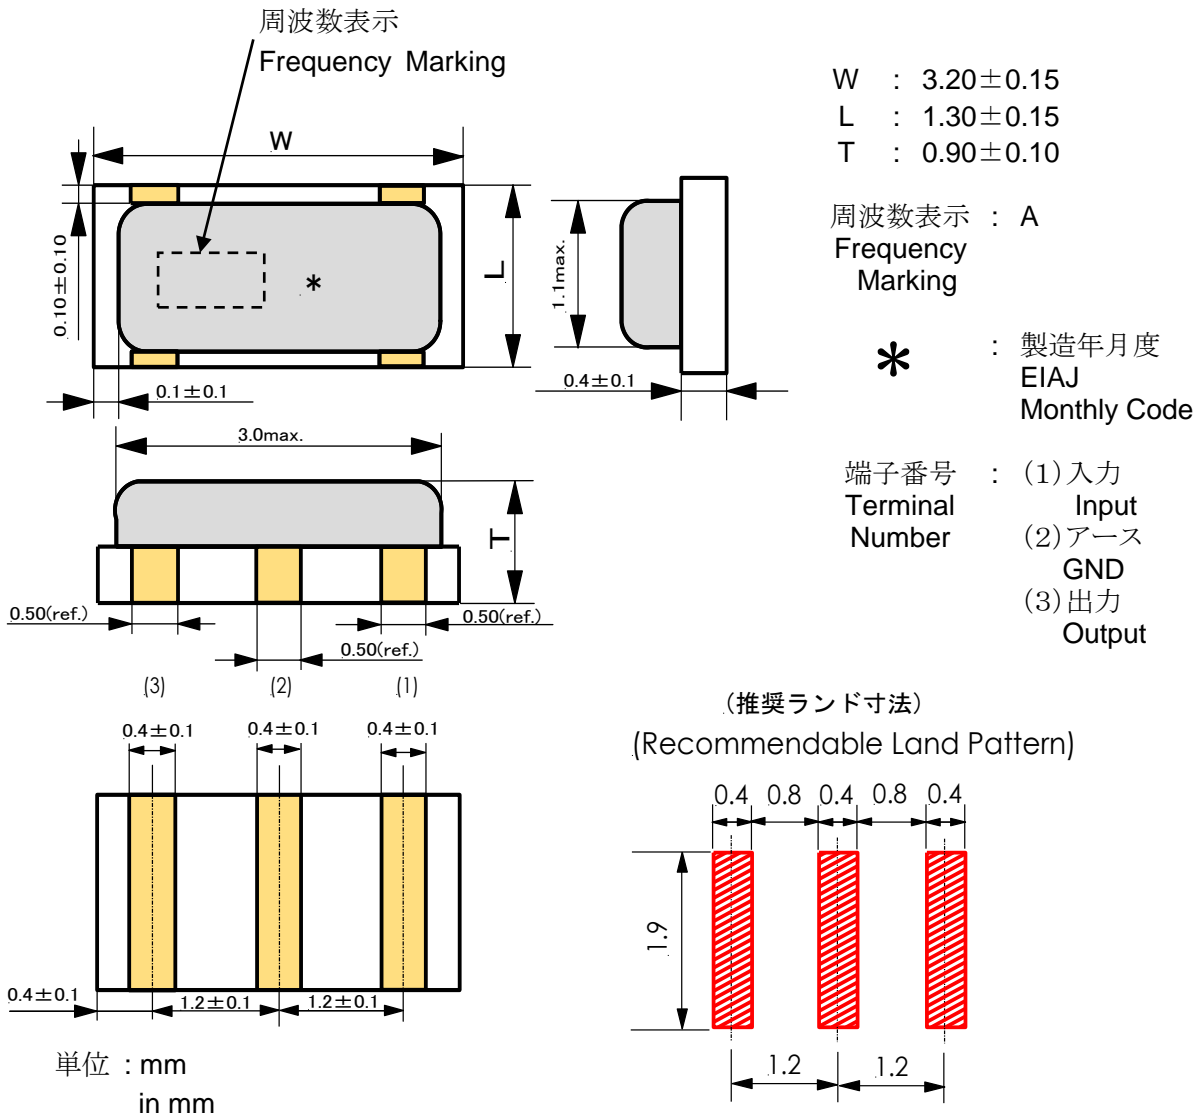 周波数表示
Frequency Marking
W
0.10±0.10
*
L
0.1±0.1
1.1max.
0.4±0.1
W : 3.20±0.15
L : 1.30±0.15
T : 0.90±0.10
周波数表示 : A
Frequency
Marking
* : 製造年月度
EIAJ
Monthly Code
端子番号 : (1)入力
Terminal Input
Number (2)アース
GND
(3)出力
Output
3.0max.
T
0.50(ref.)
0.50(ref.)
0.50(ref.)
(3) (2) (1)
0.4±0.1 0.4±0.1 0.4±0.1
0.4±0.1 1.2±0.1 1.2±0.1
単位 : mm
in mm
(推奨ランド寸法)
(Recommendable Land Pattern)
0.4 0.8 0.4 0.8 0.4
1.9
1.2 1.2